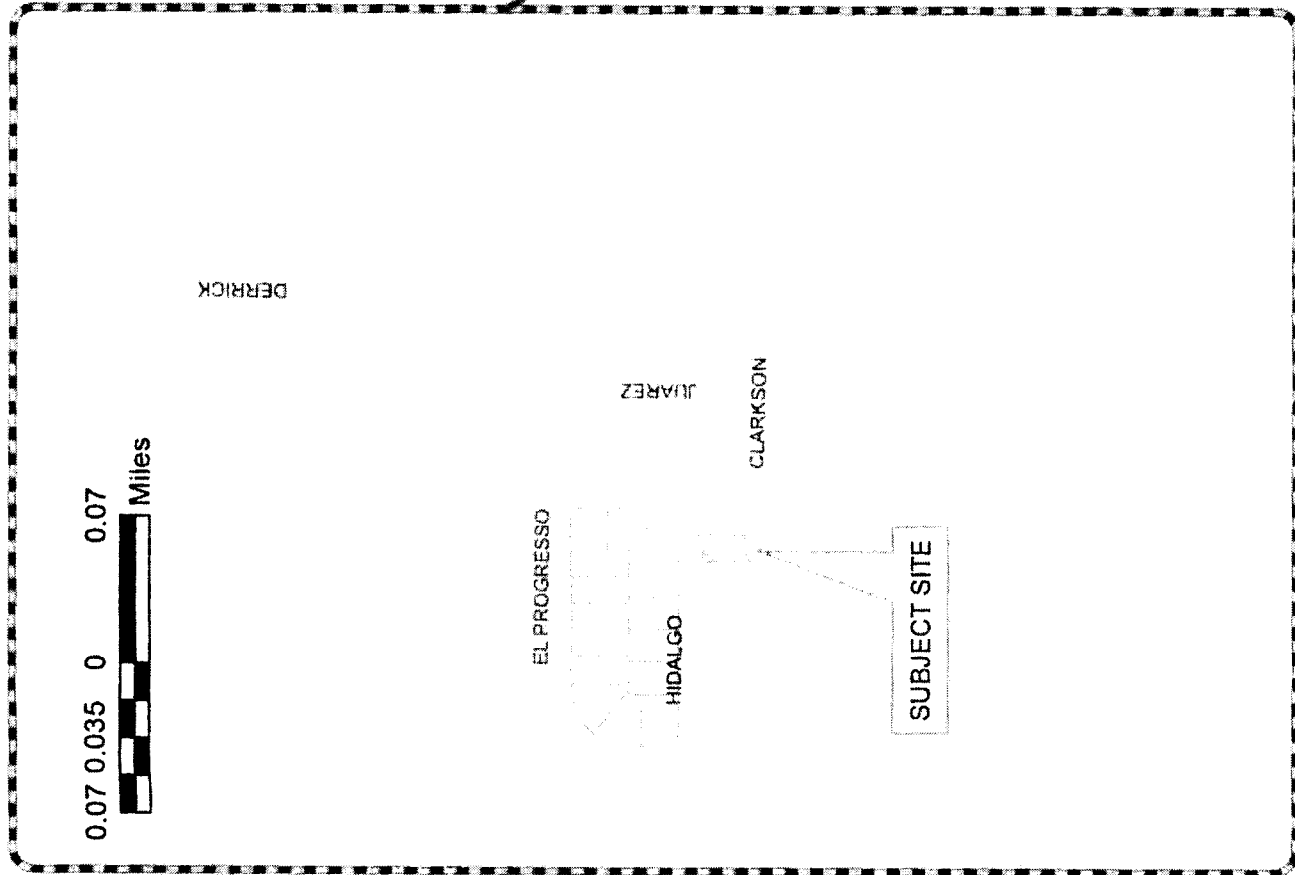 0.07 0.035 0 0.07
Miles
DERRICK
EL PROGRESSO
JUAREZ
HIDALGO
CLARKSON
SUBJECT SITE